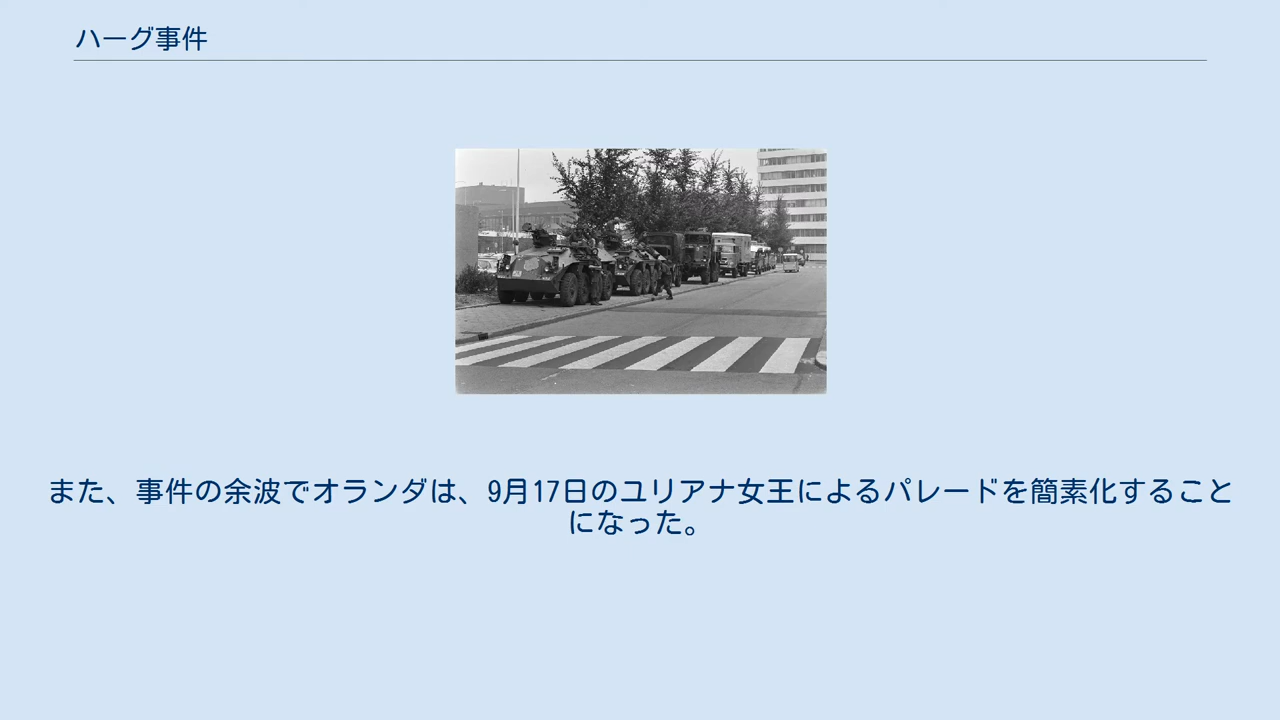 ハーグ事件
また、事件の余波でオランダは、9月17日のユリアナ女王によるパレードを簡素化すること
になった。